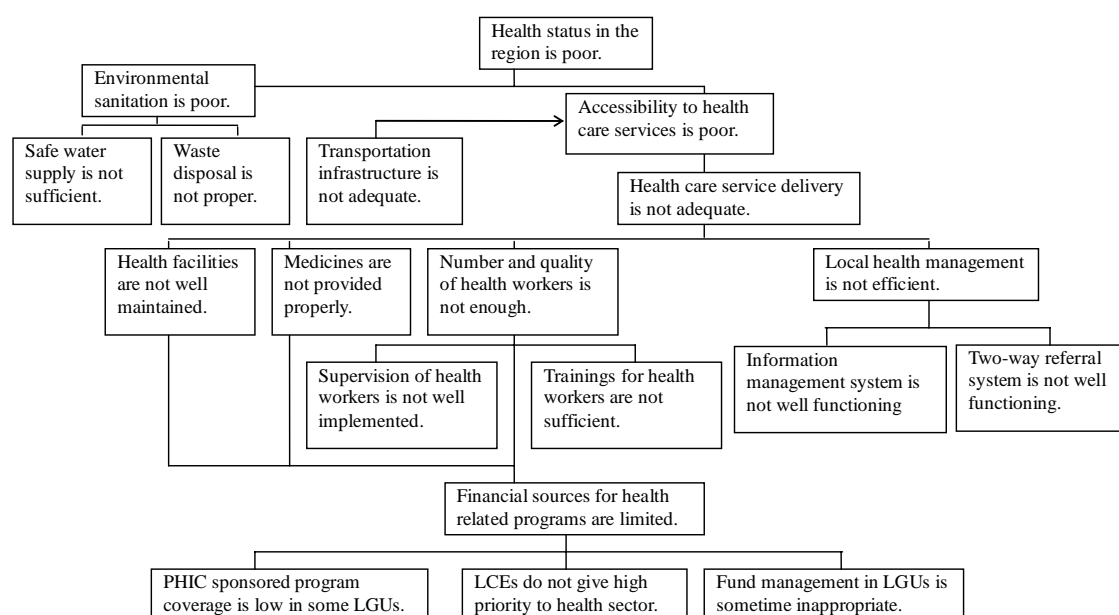 Health status in the
region is poor.
Environmental
sanitation is poor.
Accessibility to health
care services is poor.
Safe water
supply is not
sufficient.
Waste
disposal is
not proper.
Transportation
infrastructure is
not adequate.
Health care service delivery
is not adequate.
Health facilities
are not well
maintained.
Medicines are
not provided
properly.
Number and quality
of health workers is
not enough.
Local health management
is not efficient.
Supervision of health
workers is not well
implemented.
Trainings for health
workers are not
sufficient.
Information
management system is
not well functioning
Two-way referral
system is not well
functioning.
Financial sources for health
related programs are limited.
PHIC sponsored program
coverage is low in some LGUs.
LCEs do not give high
priority to health sector.
Fund management in LGUs is
sometime inappropriate.